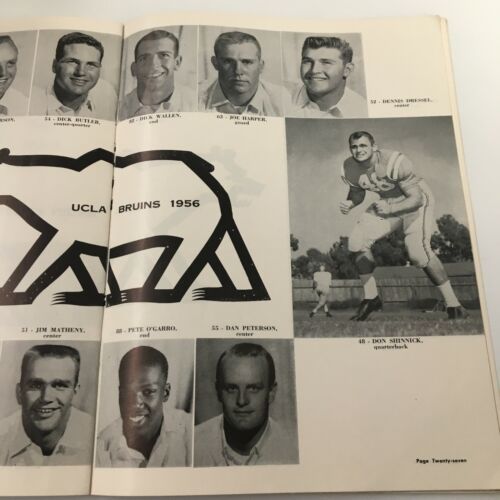 RSON,
54 - DICK BUTLER,
center-quarter
82 - DICK WALLEN,
end
63 - JOE HARPER,
guard
52 - DENNIS DRESSEL,
center
UCLA BRUINS 1956
51 - JIM MATHENY,
center
88 - PETE O'GARRO,
end
55 - DAN PETERSON,
center
48 - DON SHINNICK,
quarterback
Page Twenty-seven